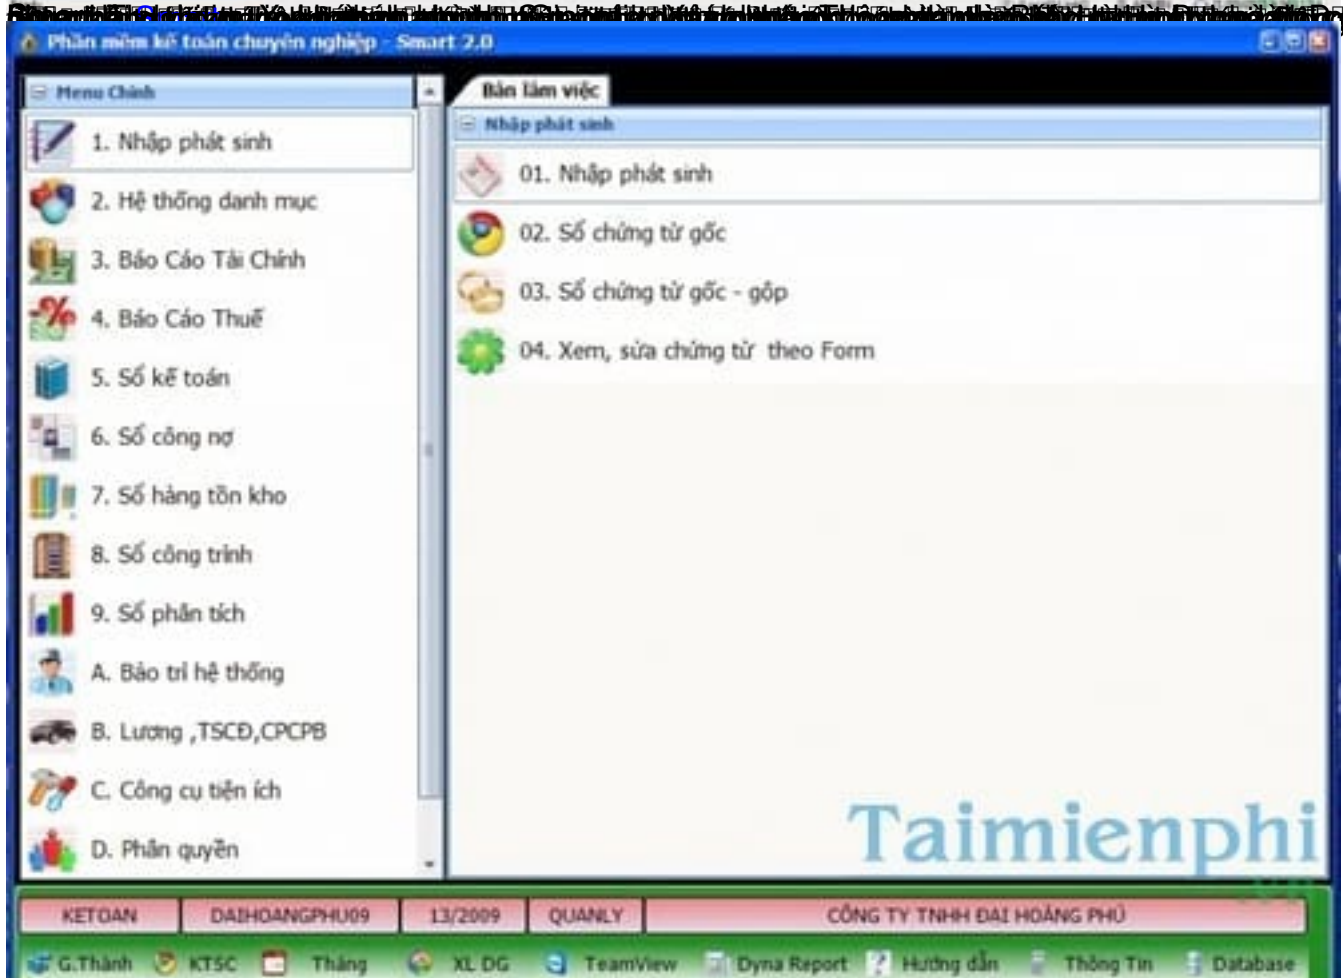 Phần mềm kế toán chuyên nghiệp - Smart 2.0
Menu Chính
1. Nhập phát sinh
2. Hệ thống danh mục
3. Báo Cáo Tài Chính
4. Báo Cáo Thuế
5. Sổ kế toán
6. Sổ công nợ
7. Sổ hàng tồn kho
8. Sổ công trình
9. Sổ phân tích
A. Bảo trì hệ thống
B. Lương ,TSCĐ,CPCPB
C. Công cụ tiện ích
D. Phân quyền
Bàn làm việc
Nhập phát sinh
01. Nhập phát sinh
02. Sổ chứng từ gốc
03. Sổ chứng từ gốc - gộp
04. Xem, sửa chứng từ theo Form
Taimienphi
KETOAN DAIHOANGPHU09 13/2009 QUANLY CÔNG TY TNHH ĐẠI HOÀNG PHÚ
G.Thành KTSC Tháng XL DG TeamView Dyna Report Hướng dẫn Thông Tin Database